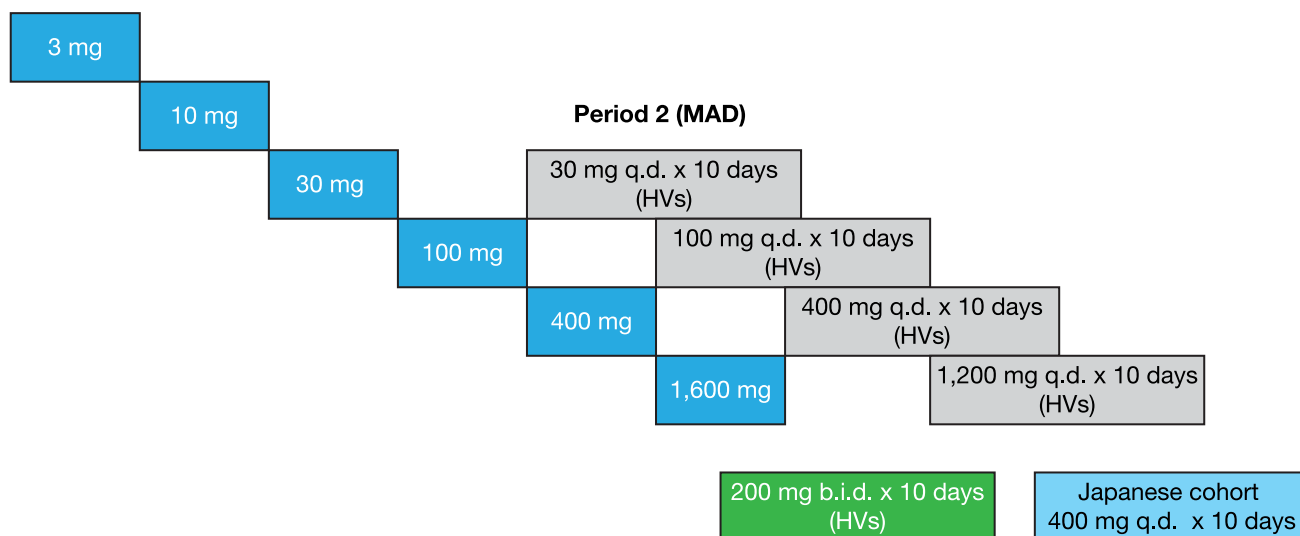 3 mg
10 mg
Period 2 (MAD)
30 mg
30 mg q.d. x 10 days
(HVs)
100 mg
100 mg q.d. x 10 days
(HVs)
400 mg
400 mg q.d. x 10 days
(HVs)
1,600 mg
1,200 mg q.d. x 10 days
(HVs)
200 mg b.i.d. x 10 days
(HVs)
Japanese cohort
400 mg q.d. x 10 days